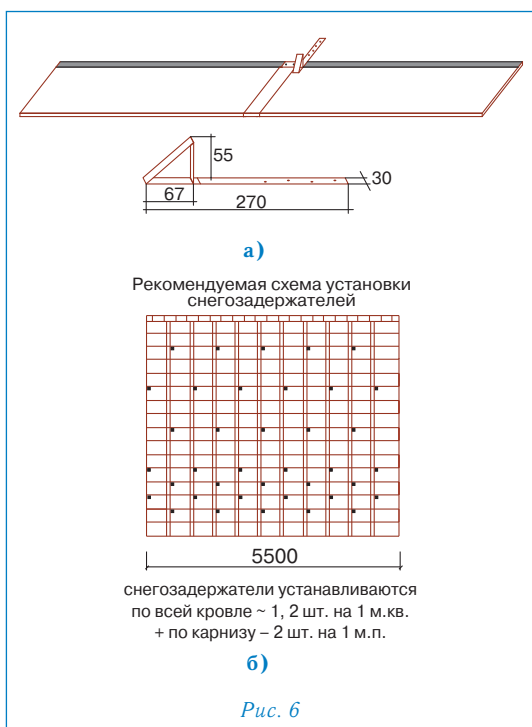 55
30
67
270
а)
Рекомендуемая схема установки
снегозадержателей
5500
снегозадержатели устанавливаются
по всей кровле ~ 1, 2 шт. на 1 м.кв.
+ по карнизу – 2 шт. на 1 м.п.
б)
Рис. 6